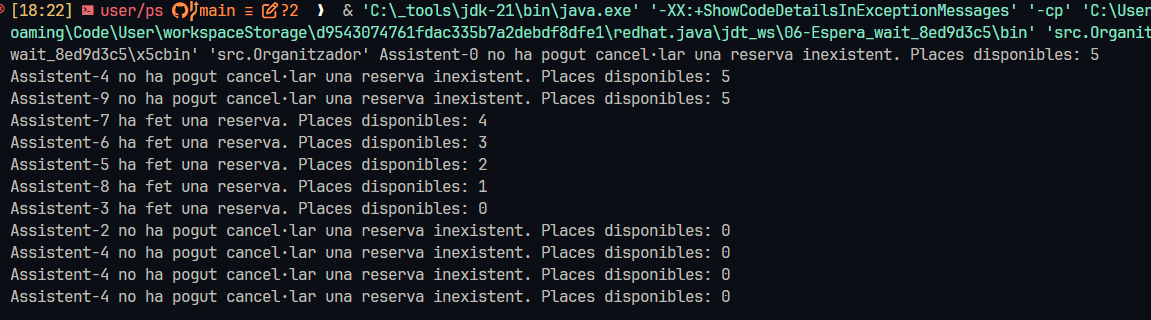 [18:22] user/ps main ≡ ?2 ❯ & 'C:\_tools\jdk-21\bin\java.exe' '-XX:+ShowCodeDetailsInExceptionMessages' '-cp' 'C:\User
oaming\Code\User\workspaceStorage\d9543074761fdac335b7a2debdf8dfe1\redhat.java\jdt_ws\06-Espera_wait_8ed9d3c5\bin' 'src.Organit
wait_8ed9d3c5\x5cbin' 'src.Organitzador' Assistent-0 no ha pogut cancel·lar una reserva inexistent. Places disponibles: 5
Assistent-4 no ha pogut cancel·lar una reserva inexistent. Places disponibles: 5
Assistent-9 no ha pogut cancel·lar una reserva inexistent. Places disponibles: 5
Assistent-7 ha fet una reserva. Places disponibles: 4
Assistent-6 ha fet una reserva. Places disponibles: 3
Assistent-5 ha fet una reserva. Places disponibles: 2
Assistent-8 ha fet una reserva. Places disponibles: 1
Assistent-3 ha fet una reserva. Places disponibles: 0
Assistent-2 no ha pogut cancel·lar una reserva inexistent. Places disponibles: 0
Assistent-4 no ha pogut cancel·lar una reserva inexistent. Places disponibles: 0
Assistent-4 no ha pogut cancel·lar una reserva inexistent. Places disponibles: 0
Assistent-4 no ha pogut cancel·lar una reserva inexistent. Places disponibles: 0